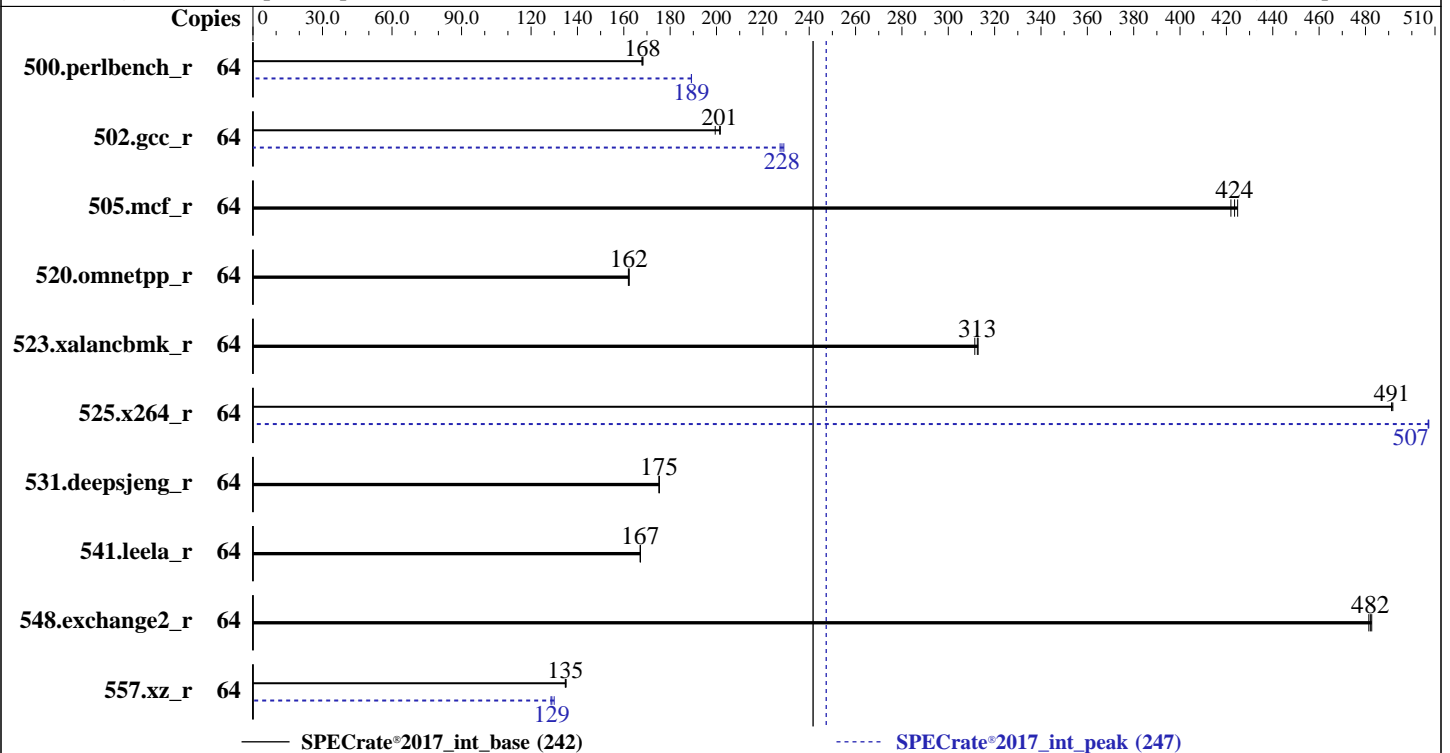 Copies 0 30.0 60.0 90.0 120 140 160 180 200 220 240 260 280 300 320 340 360 380 400 420 440 460 480 510
168
500.perlbench_r 64
189
201
502.gcc_r 64
228
424
505.mcf_r 64
162
520.omnetpp_r 64
313
523.xalancbmk_r 64
491
525.x264_r 64
507
175
531.deepsjeng_r 64
167
541.leela_r 64
482
548.exchange2_r 64
135
557.xz_r 64
129
SPECrate®2017_int_base (242) SPECrate®2017_int_peak (247)